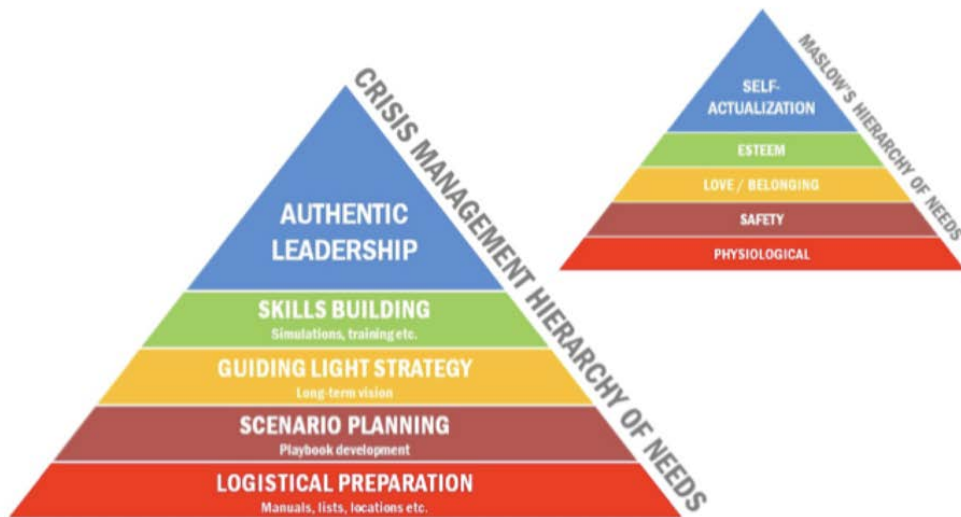 CRISIS MANAGEMENT HIERARCHY OF NEEDS
AUTHENTIC
LEADERSHIP
SKILLS BUILDING
Simulations, training etc.
GUIDING LIGHT STRATEGY
Long-term vision
SCENARIO PLANNING
Playbook development
LOGISTICAL PREPARATION
Manuals, lists, locations etc.
MASLOW'S HIERARCHY OF NEEDS
SELF-
ACTUALIZATION
ESTEEM
LOVE / BELONGING
SAFETY
PHYSIOLOGICAL